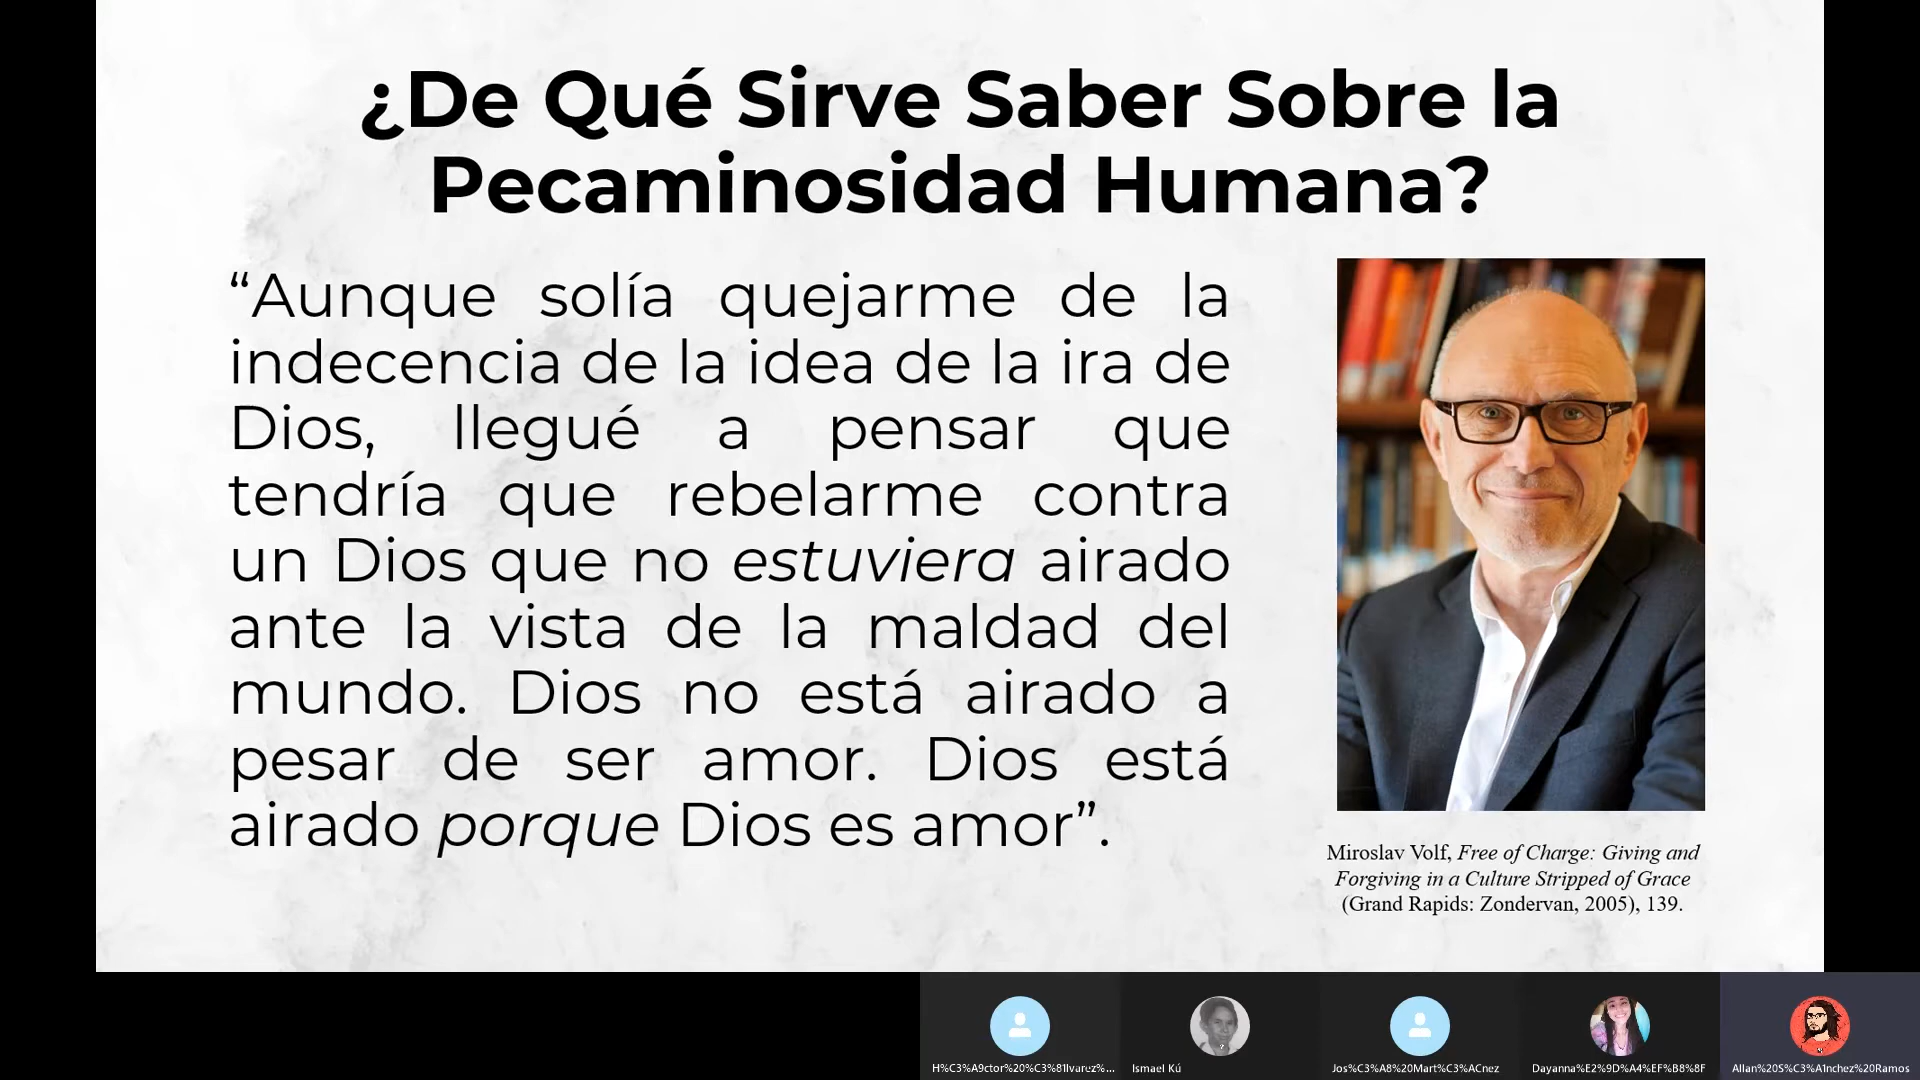 ¿De Qué Sirve Saber Sobre la
Pecaminosidad Humana?
“Aunque solía quejarme de la
indecencia de la idea de la ira de
Dios, llegué a pensar que
tendría que rebelarme contra
un Dios que no estuviera airado
ante la vista de la maldad del
mundo. Dios no está airado a
pesar de ser amor. Dios está
airado porque Dios es amor”.
Miroslav Volf, Free of Charge: Giving and
Forgiving in a Culture Stripped of Grace
(Grand Rapids: Zondervan, 2005), 139.
H%C3%A9ctor%20%C3%81lvarez%...
Ismael Kú
Jos%C3%A8%20Mart%C3%ACnez
Dayanna%E2%9D%A4%EF%B8%8F
Allan%20S%C3%A1nchez%20Ramos